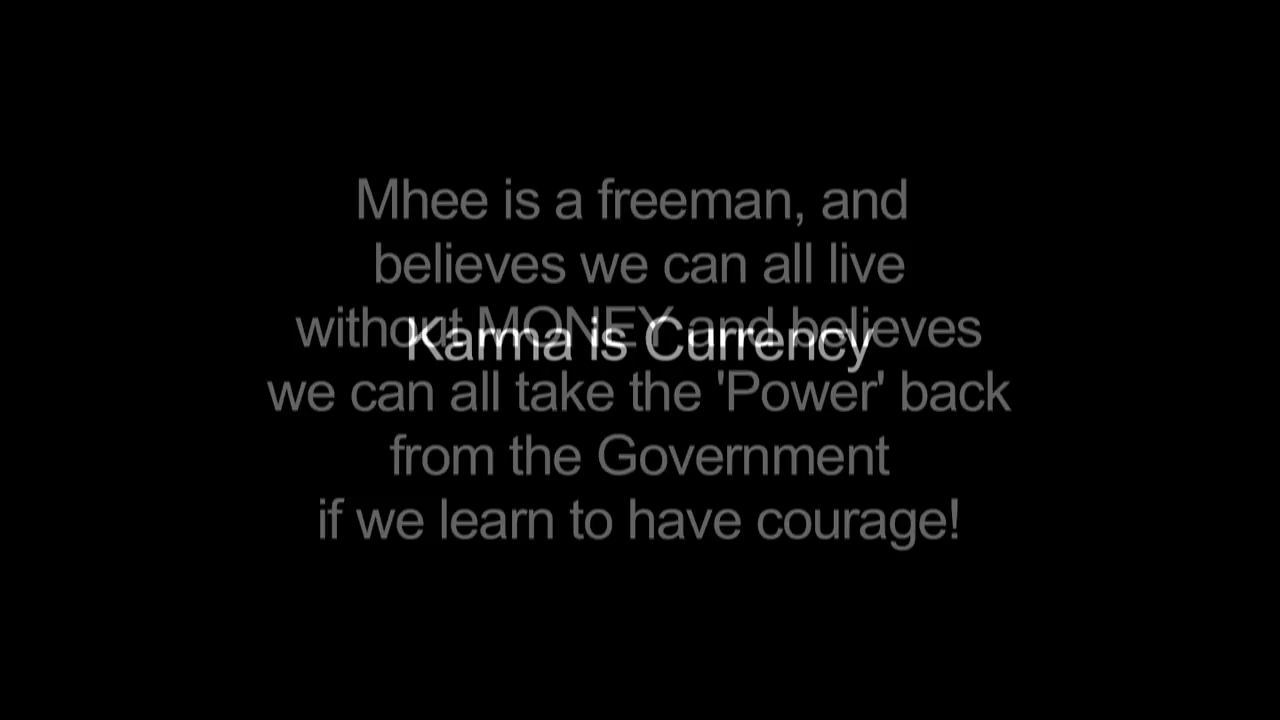 Mhee is a freeman, and
believes we can all live
without MONEY and believes
Karma is Currency
we can all take the 'Power' back
from the Government
if we learn to have courage!